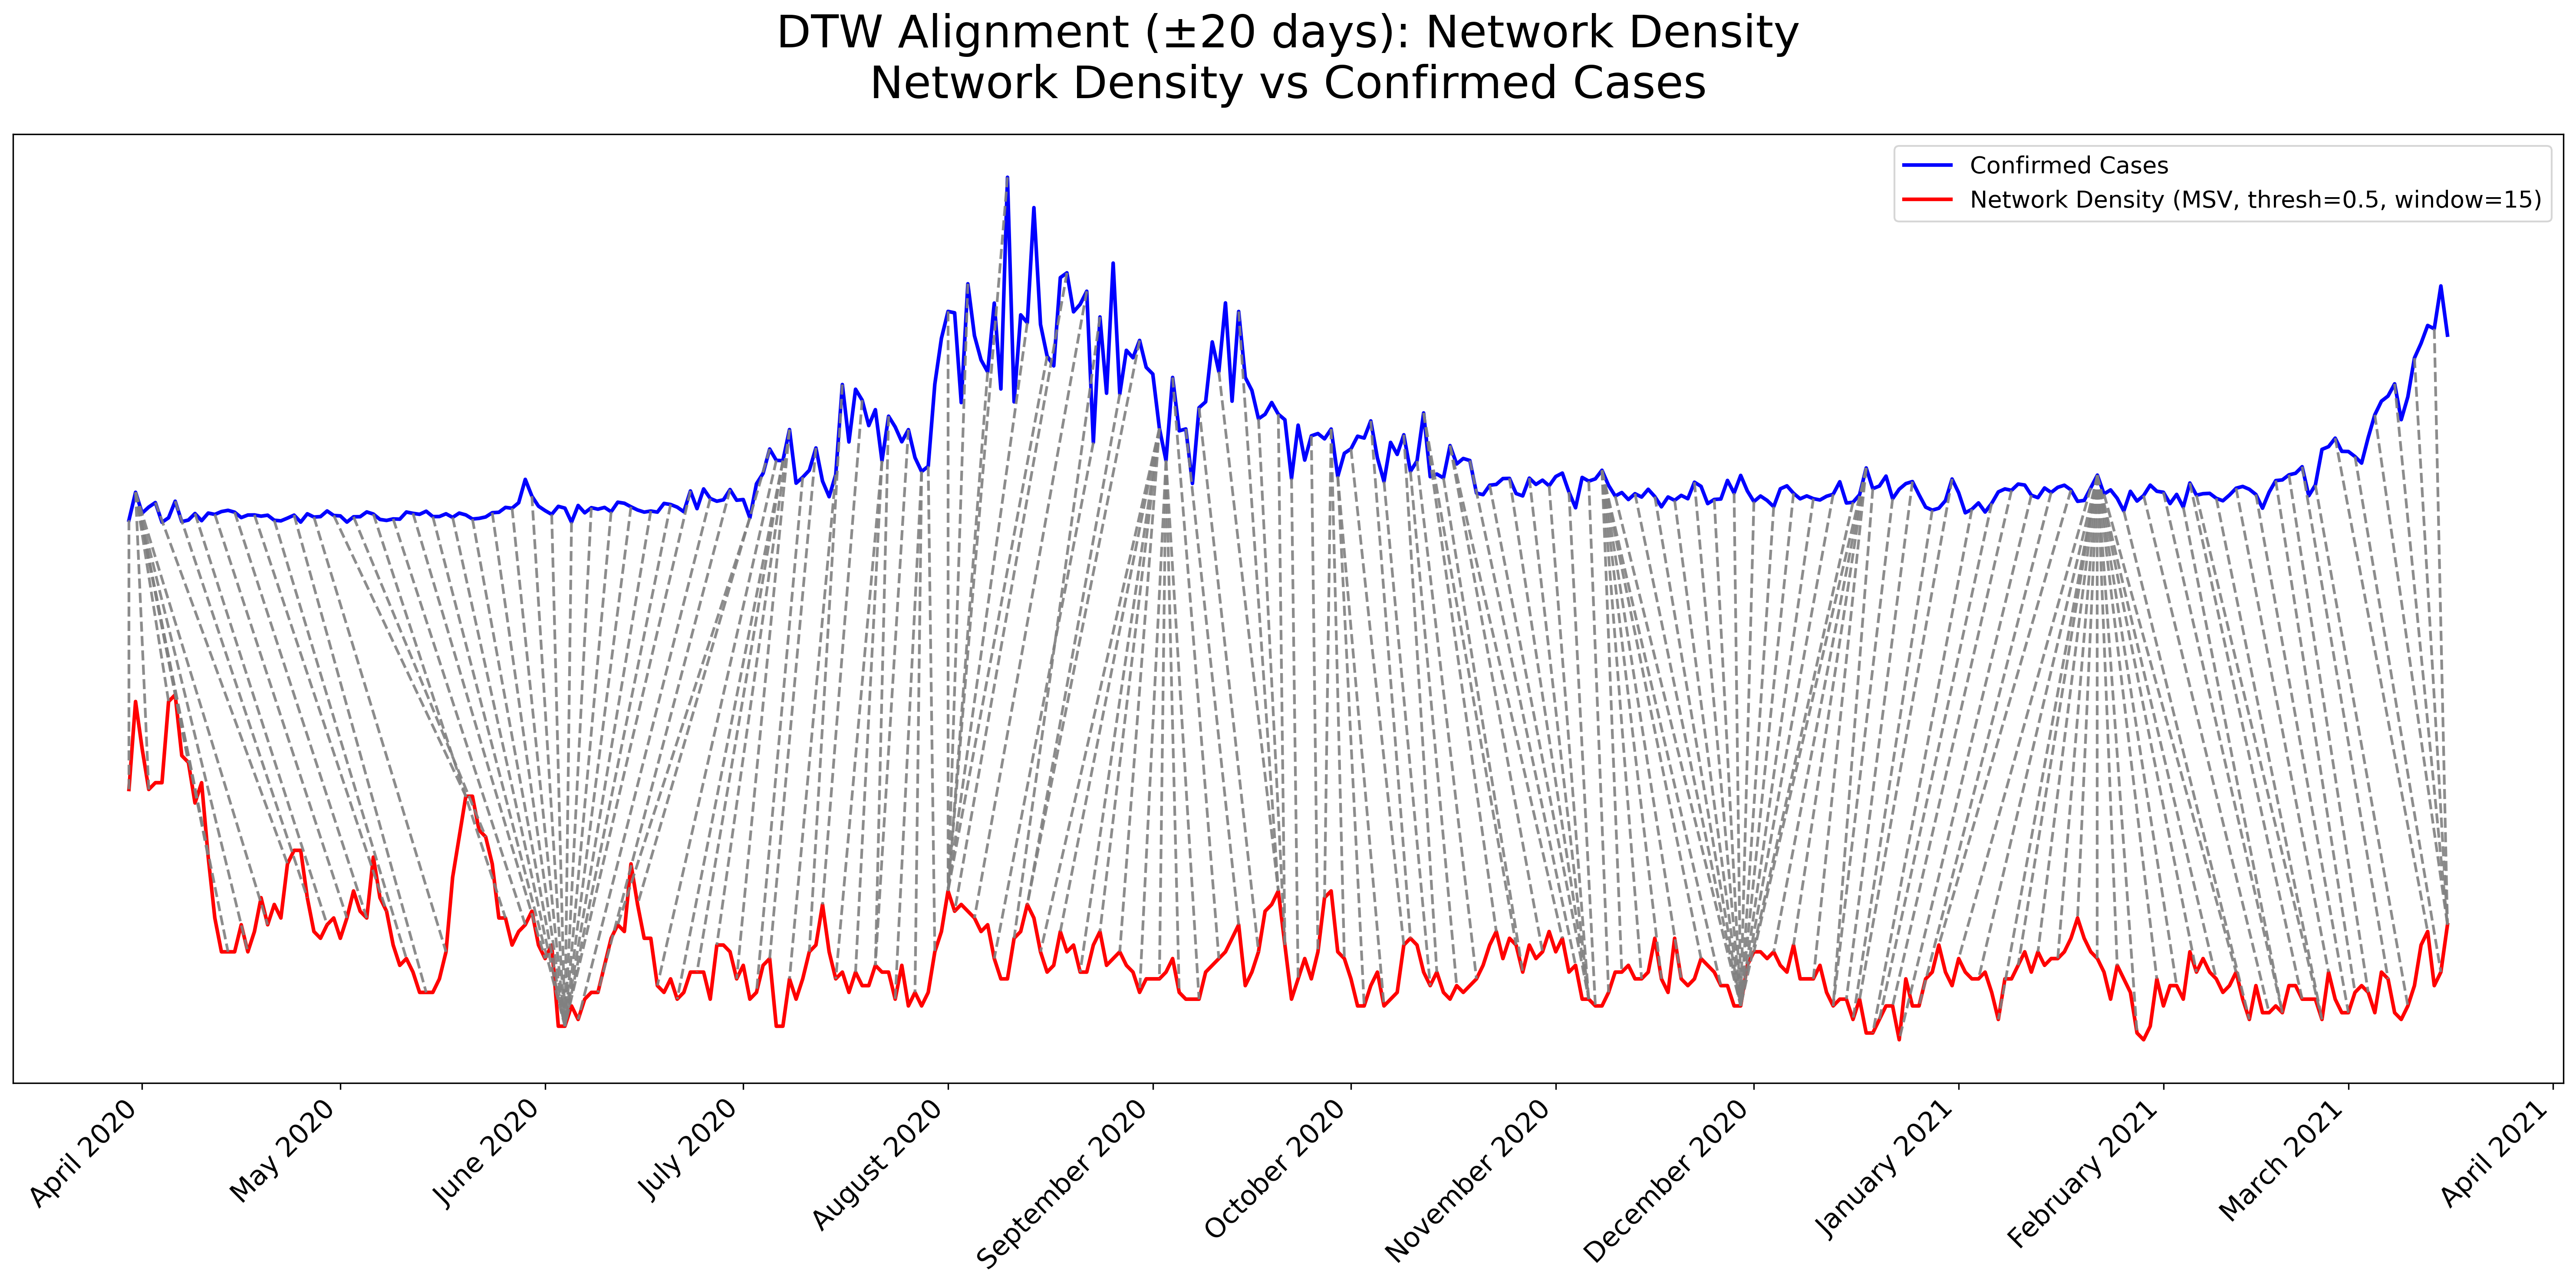 DTW Alignment (±20 days): Network Density
Network Density vs Confirmed Cases
Confirmed Cases
Network Density (MSV, thresh=0.5, window=15)
April 2020
May 2020
June 2020
July 2020
August 2020
September 2020
October 2020
November 2020
December 2020
January 2021
February 2021
March 2021
April 2021